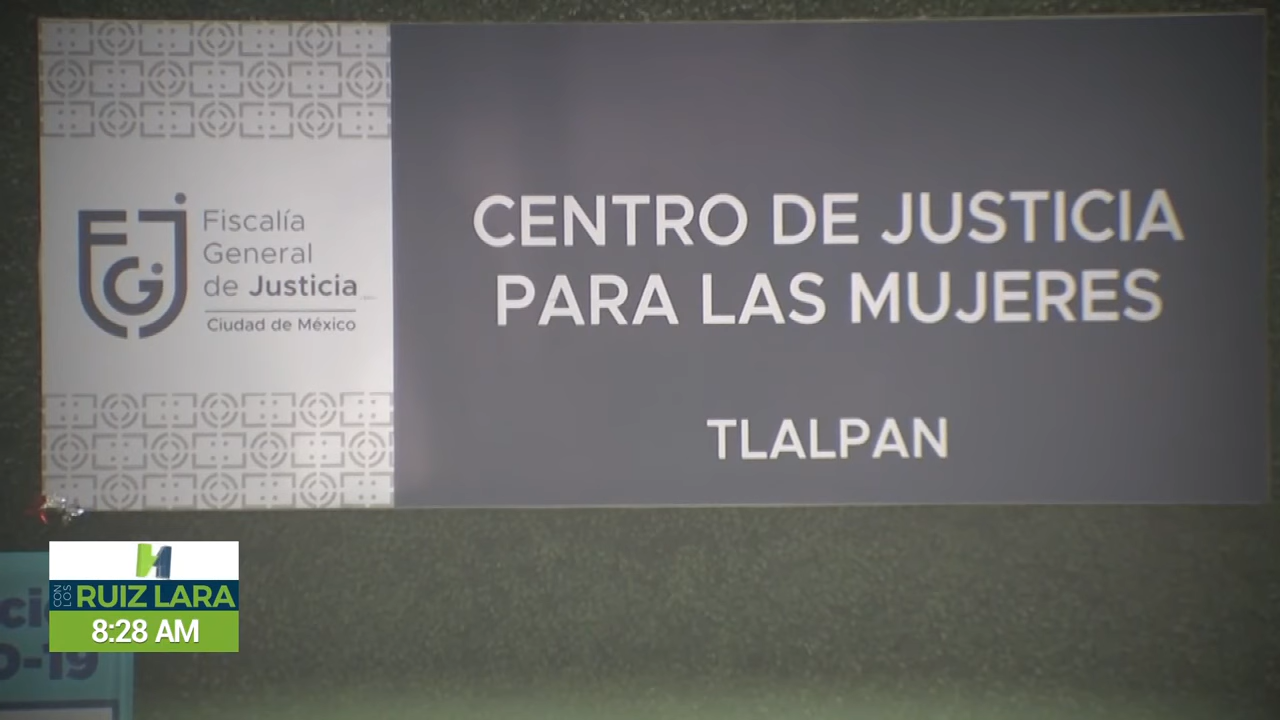 Fiscalía
General
de Justicia
Ciudad de México
CENTRO DE JUSTICIA
PARA LAS MUJERES
TLALPAN
CON LOS
RUIZ LARA
8:28 AM